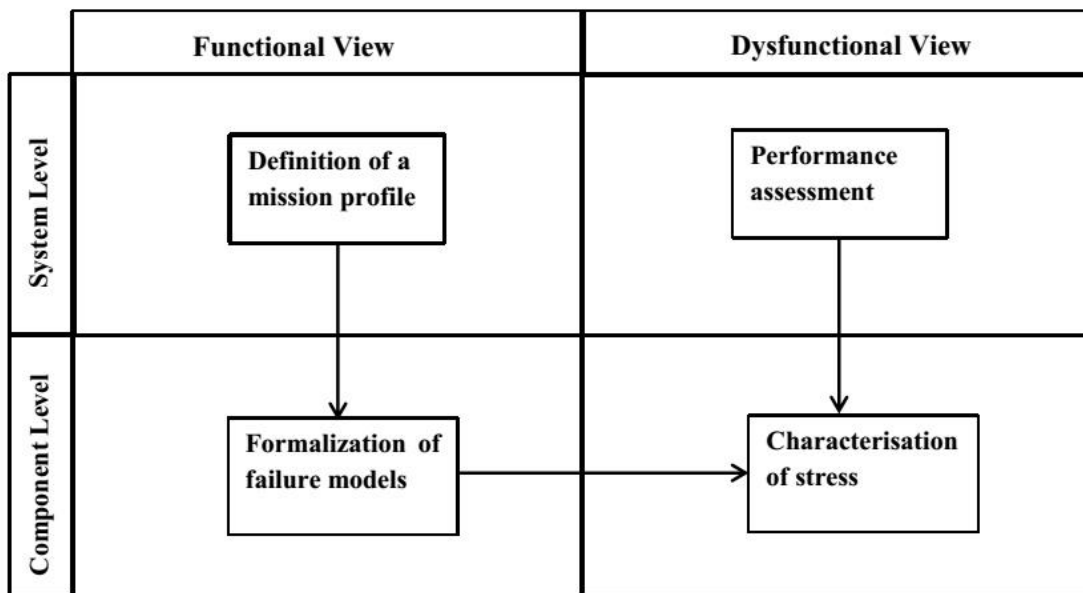 Functional View
Dysfunctional View
System Level
Definition of a
mission profile
Performance
assessment
Component Level
Formalization of
failure models
Characterisation
of stress